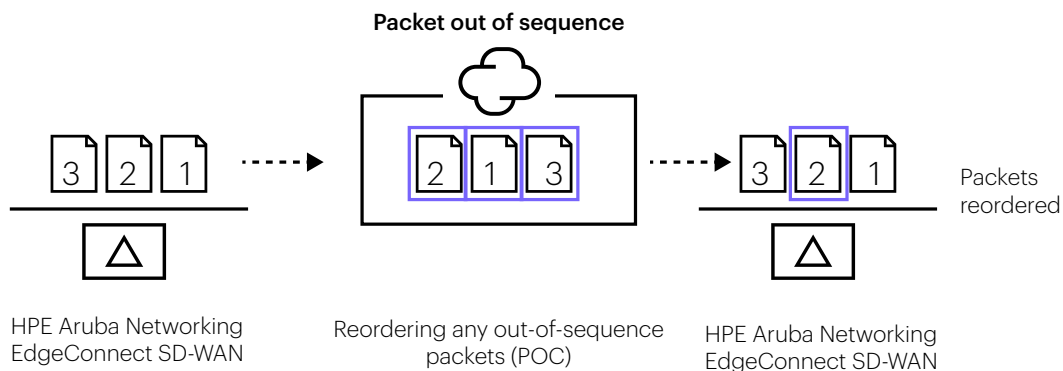 Packet out of sequence
3 2 1
2 1 3
3 2 1
Packets
reordered
HPE Aruba Networking
EdgeConnect SD-WAN
Reordering any out-of-sequence
packets (POC)
HPE Aruba Networking
EdgeConnect SD-WAN